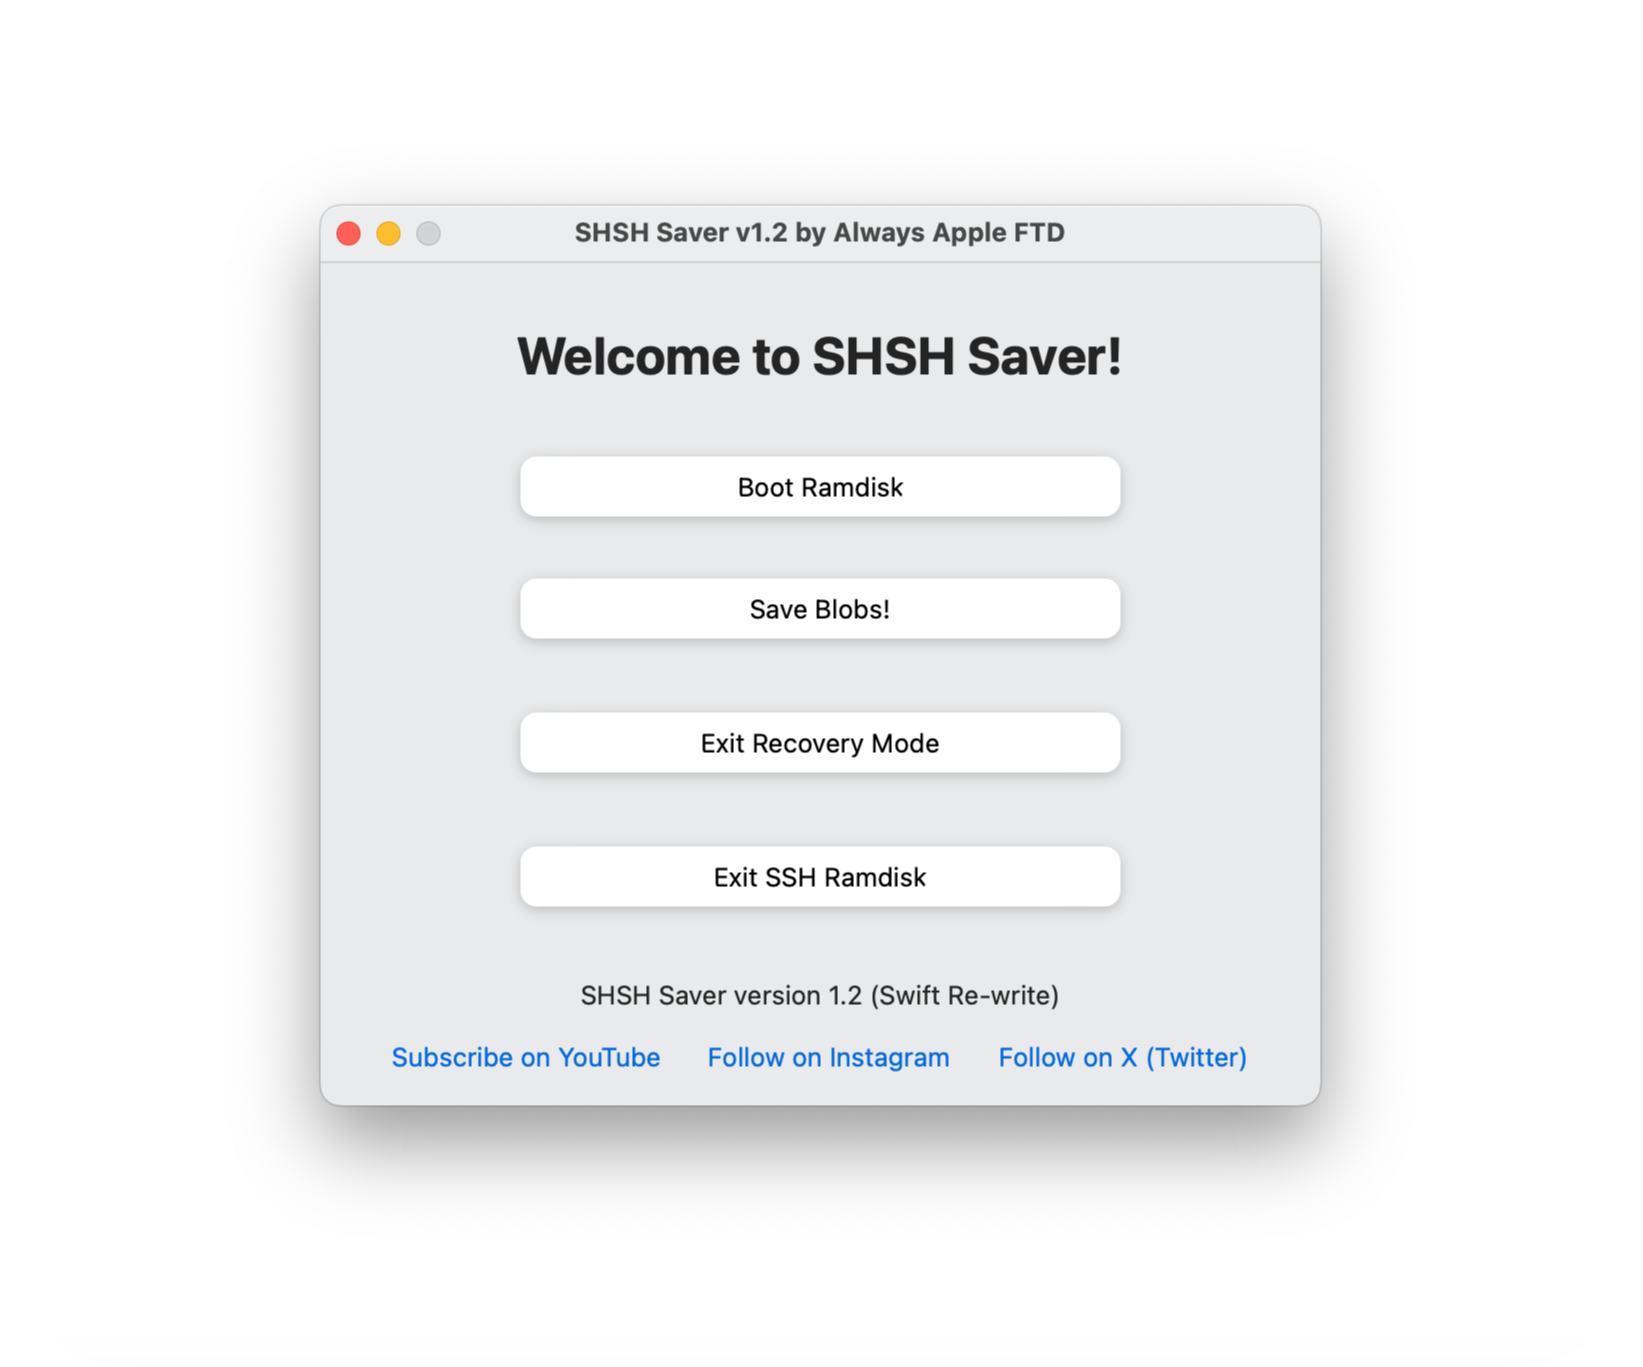 SHSH Saver v1.2 by Always Apple FTD
Welcome to SHSH Saver!
Boot Ramdisk
Save Blobs!
Exit Recovery Mode
Exit SSH Ramdisk
SHSH Saver version 1.2 (Swift Re-write)
Subscribe on YouTube Follow on Instagram Follow on X (Twitter)